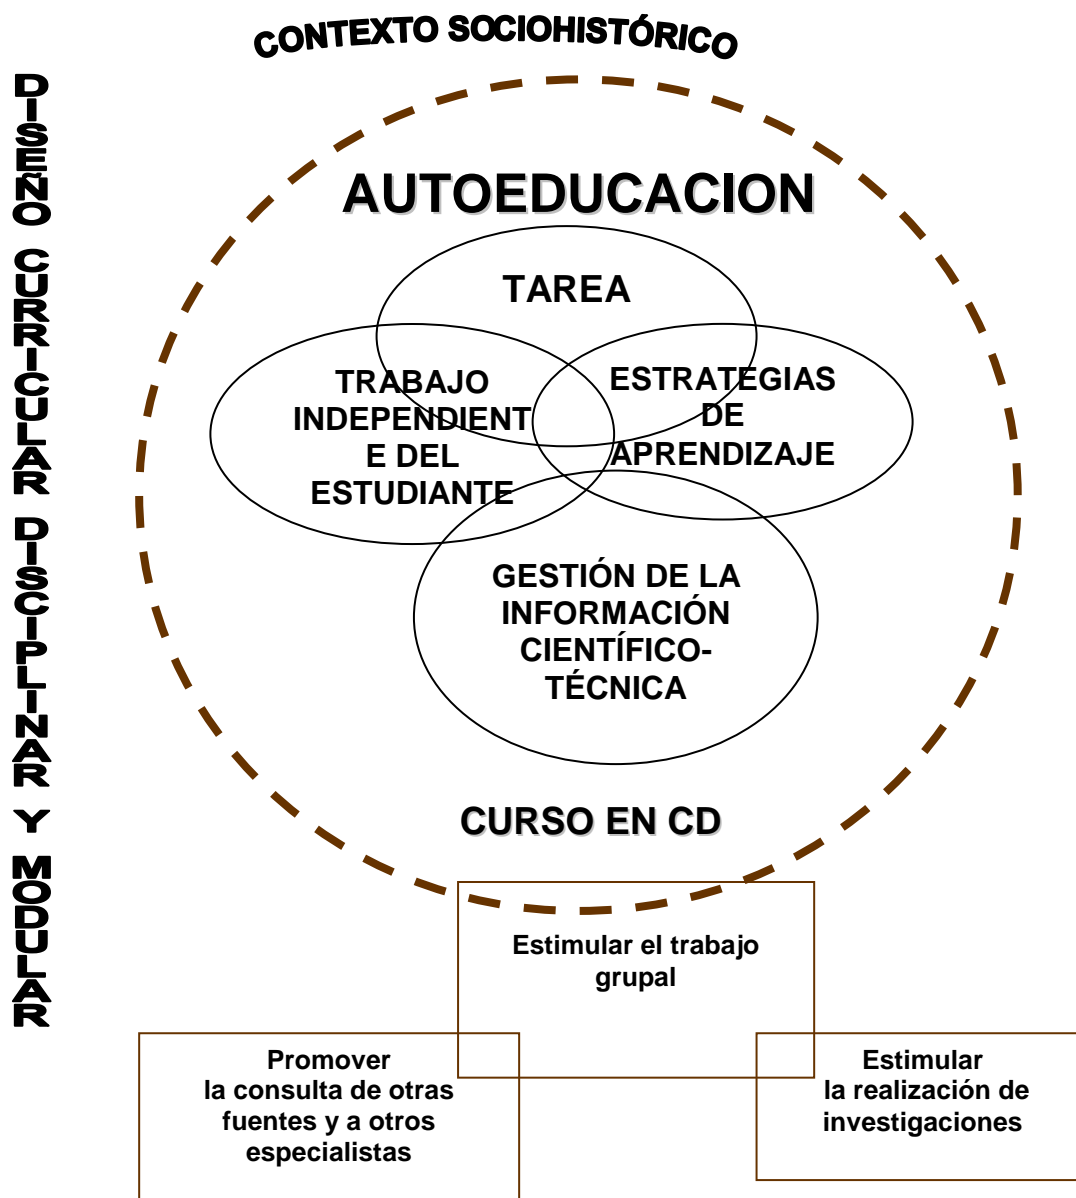 CONTEXTO SOCIOHISTÓRICO
DISEÑO CURRICULAR DISCIPLINAR Y MODULAR
AUTOEDUCACION
TAREA
TRABAJO
INDEPENDIENT
E DEL
ESTUDIANTE
ESTRATEGIAS
DE
APRENDIZAJE
GESTIÓN DE LA
INFORMACIÓN
CIENTÍFICO-
TÉCNICA
CURSO EN CD
Estimular el trabajo
grupal
Promover
la consulta de otras
fuentes y a otros
especialistas
Estimular
la realización de
investigaciones